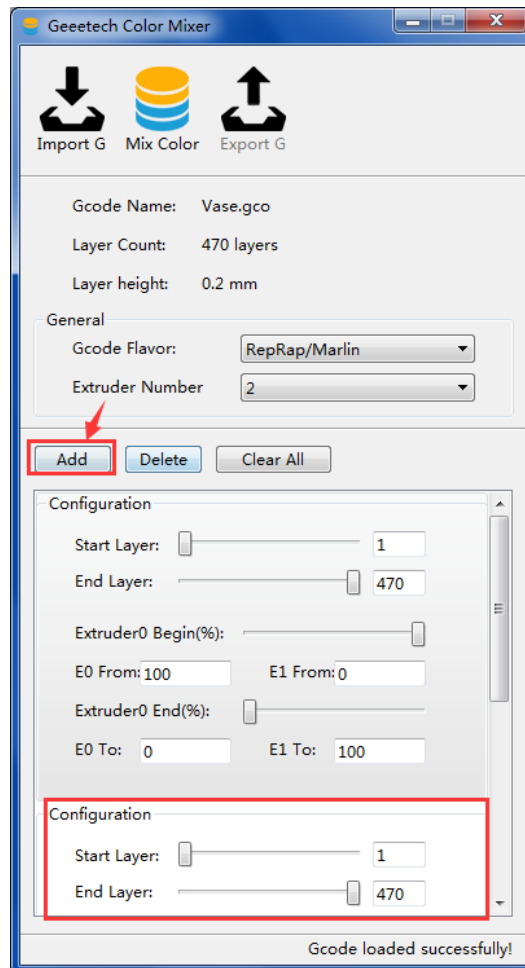 Geeetech Color Mixer
Import G Mix Color Export G
Gcode Name: Vase.gco
Layer Count: 470 layers
Layer height: 0.2 mm
General
Gcode Flavor: RepRap/Marlin
Extruder Number 2
Add Delete Clear All
Configuration
Start Layer: 1
End Layer: 470
Extruder0 Begin(%):
E0 From: 100 E1 From: 0
Extruder0 End(%):
E0 To: 0 E1 To: 100
Configuration
Start Layer: 1
End Layer: 470
Gcode loaded successfully!